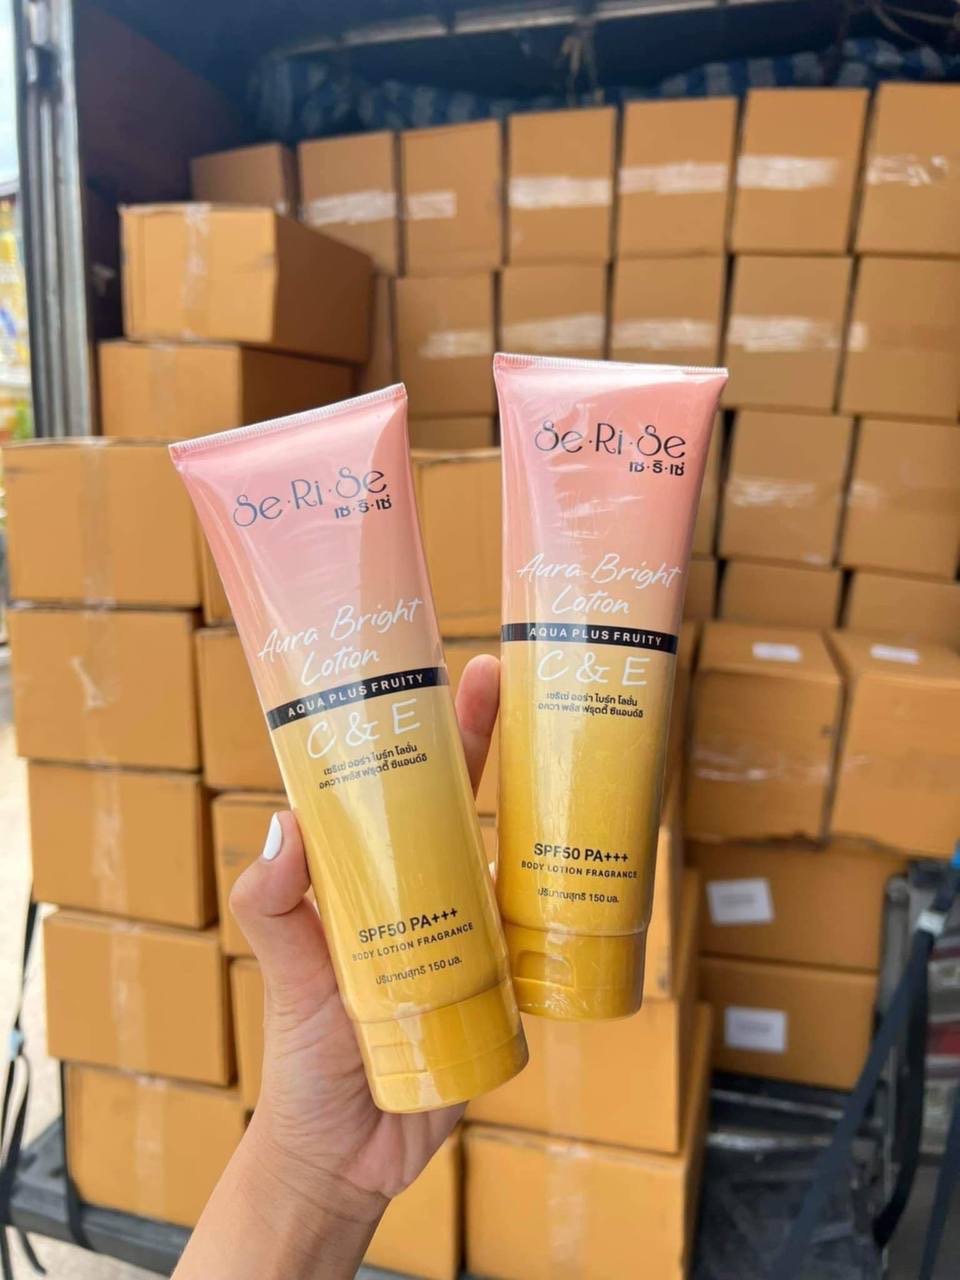 Se·Ri·Se
เซ·ริ·เซ่
Aura Bright
Lotion
AQUA PLUS FRUITY
C & E
เซริเซ่ ออร่า ไบร์ท โลชั่น
อควา พลัส ฟรุตตี้ ซีแอนด์อิ
SPF50 PA+++
BODY LOTION FRAGRANCE
ปริมาณสุทธิ 150 มล.
Se·Ri·Se
เซ·ริ·เซ่
Aura Bright
Lotion
AQUA PLUS FRUITY
C & E
เซริเซ่ ออร่า ไบร์ท โลชั่น
อควา พลัส ฟรุตตี้ ซีแอนด์อิ
SPF50 PA+++
BODY LOTION FRAGRANCE
ปริมาณสุทธิ 150 มล.